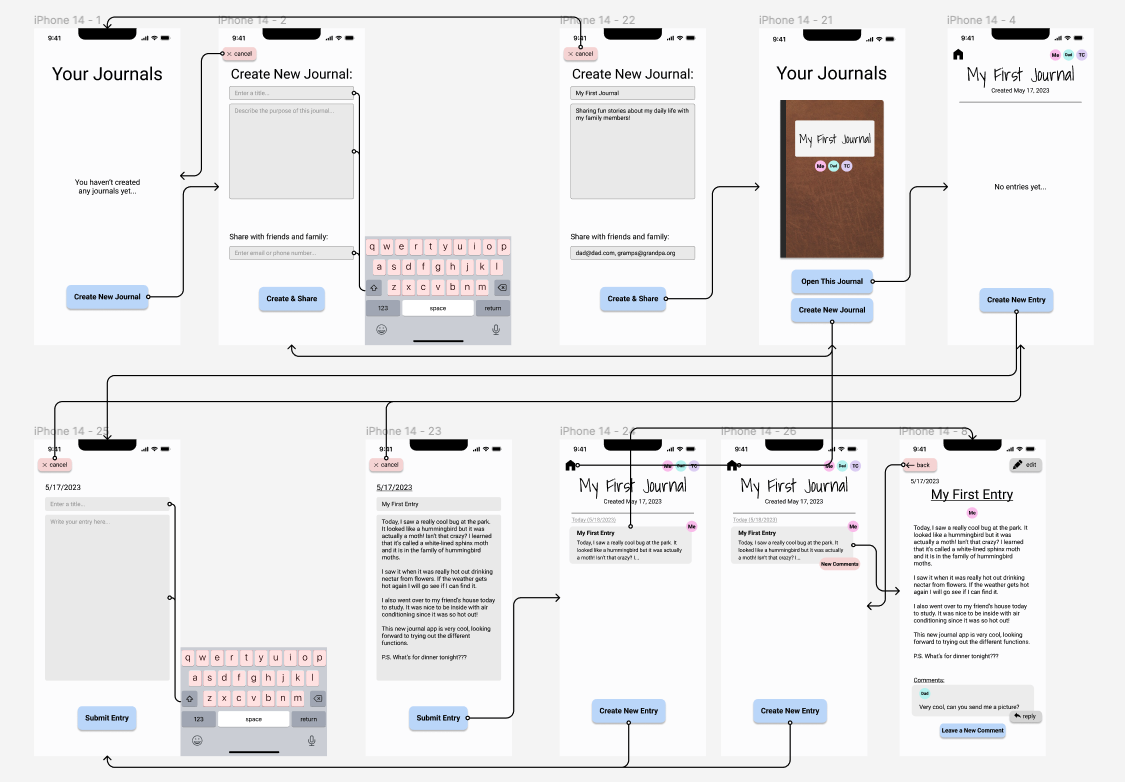 iPhone 14 - 1
9:41
Your Journals
You haven't created
any journals yet...
Create New Journal
iPhone 14 - 2
9:41
× cancel
Create New Journal:
Enter a title...
Describe the purpose of this journal...
Share with friends and family:
Enter email or phone number...
Create & Share
q w e r t y u i o p
a s d f g h j k l
z x c v b n m
123 space return
iPhone 14 - 22
9:41
× cancel
Create New Journal:
My First Journal
Sharing fun stories about my daily life with
my family members!
Share with friends and family:
dad@dad.com, gramps@grandpa.org
Create & Share
iPhone 14 - 21
9:41
Your Journals
My First Journal
Me Dad TC
Open This Journal
Create New Journal
iPhone 14 - 4
9:41
Me Dad TC
My First Journal
Created May 17, 2023
No entries yet...
Create New Entry
iPhone 14 - 25
9:41
× cancel
5/17/2023
Enter a title...
Write your entry here...
Submit Entry
q w e r t y u i o p
a s d f g h j k l
z x c v b n m
123 space return
iPhone 14 - 23
9:41
× cancel
5/17/2023
My First Entry
Today, I saw a really cool bug at the park.
It looked like a hummingbird but it was
actually a moth! Isn't that crazy? I learned
that it's called a white-lined sphinx moth
and it is in the family of hummingbird
moths.
I saw it when it was really hot out drinking
nectar from flowers. If the weather gets
hot again I will go see if I can find it.
I also went over to my friend's house today
to study. It was nice to be inside with air
conditioning since it was so hot out!
This new journal app is very cool, looking
forward to trying out the different
functions.
P.S. What's for dinner tonight???
Submit Entry
iPhone 14 - 24
9:41
Me Dad TC
My First Journal
Created May 17, 2023
Today (5/18/2023)
Me
My First Entry
Today, I saw a really cool bug at the park. It
looked like a hummingbird but it was actually
a moth! Isn't that crazy? I...
Create New Entry
iPhone 14 - 26
9:41
Me Dad TC
My First Journal
Created May 17, 2023
Today (5/18/2023)
Me
My First Entry
Today, I saw a really cool bug at the park. It
looked like a hummingbird but it was actually
a moth! Isn't that crazy? I...
New Comments
Create New Entry
iPhone 14 - 8
9:41
back
edit
5/17/2023
My First Entry
Me
Today, I saw a really cool bug at the park. It
looked like a hummingbird but it was
actually a moth! Isn't that crazy? I learned
that it's called a white-lined sphinx moth
and it is in the family of hummingbird
moths.
I saw it when it was really hot out drinking
nectar from flowers. If the weather gets hot
again I will go see if I can find it.
I also went over to my friend's house today
to study. It was nice to be inside with air
conditioning since it was so hot out!
This new journal app is very cool, looking
forward to trying out the different
functions.
P.S. What's for dinner tonight???
Comments:
Dad
Very cool, can you send me a picture?
reply
Leave a New Comment